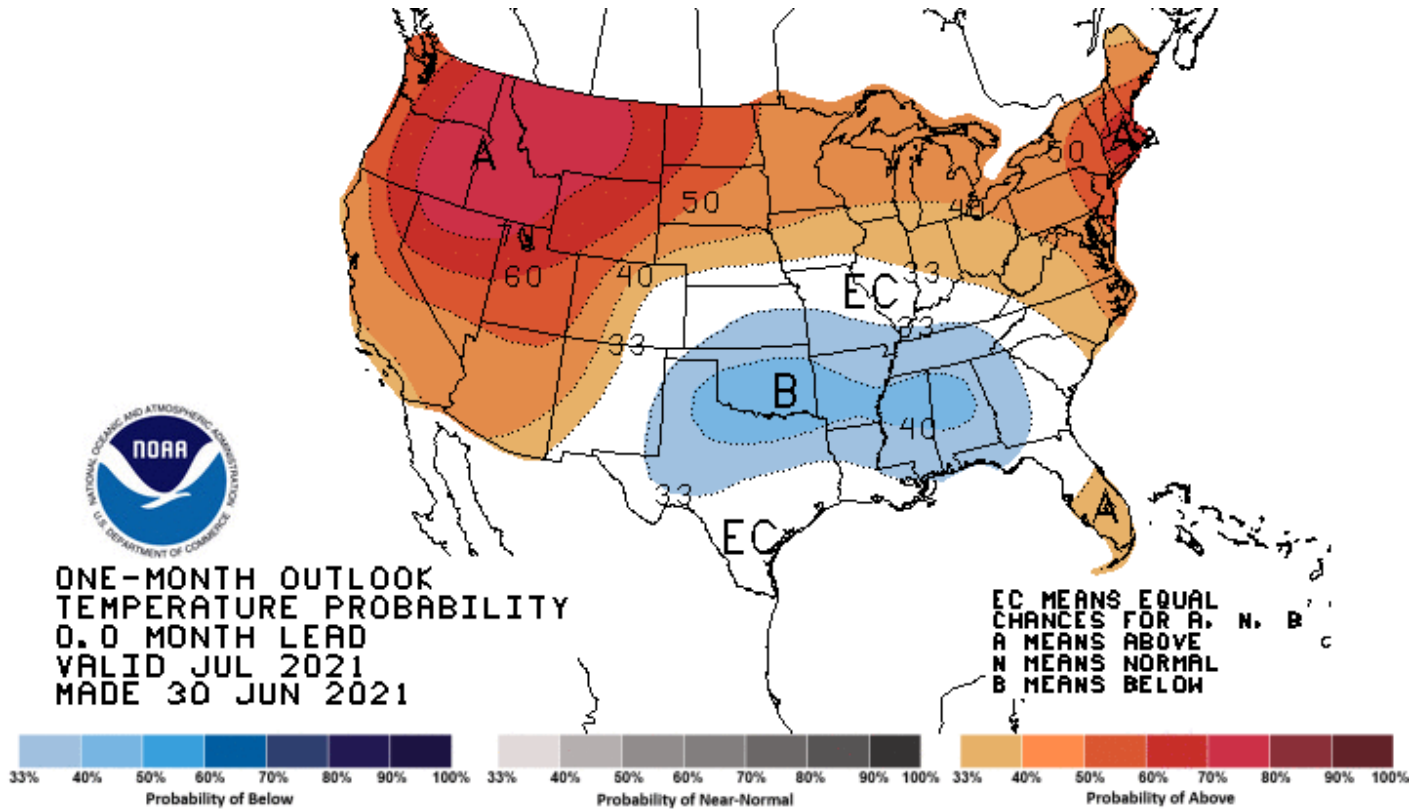 A
50
A
50
40
60
40
33
EC
33
33
B
40
33
A
EC
NATIONAL OCEANIC AND ATMOSPHERIC ADMINISTRATION
NOAA
U.S. DEPARTMENT OF COMMERCE
ONE-MONTH OUTLOOK
TEMPERATURE PROBABILITY
0.0 MONTH LEAD
VALID JUL 2021
MADE 30 JUN 2021
EC MEANS EQUAL
CHANCES FOR A, N, B
A MEANS ABOVE
N MEANS NORMAL
B MEANS BELOW
C
33% 40% 50% 60% 70% 80% 90% 100%
Probability of Below
33% 40% 50% 60% 70% 80% 90% 100%
Probability of Near-Normal
33% 40% 50% 60% 70% 80% 90% 100%
Probability of Above